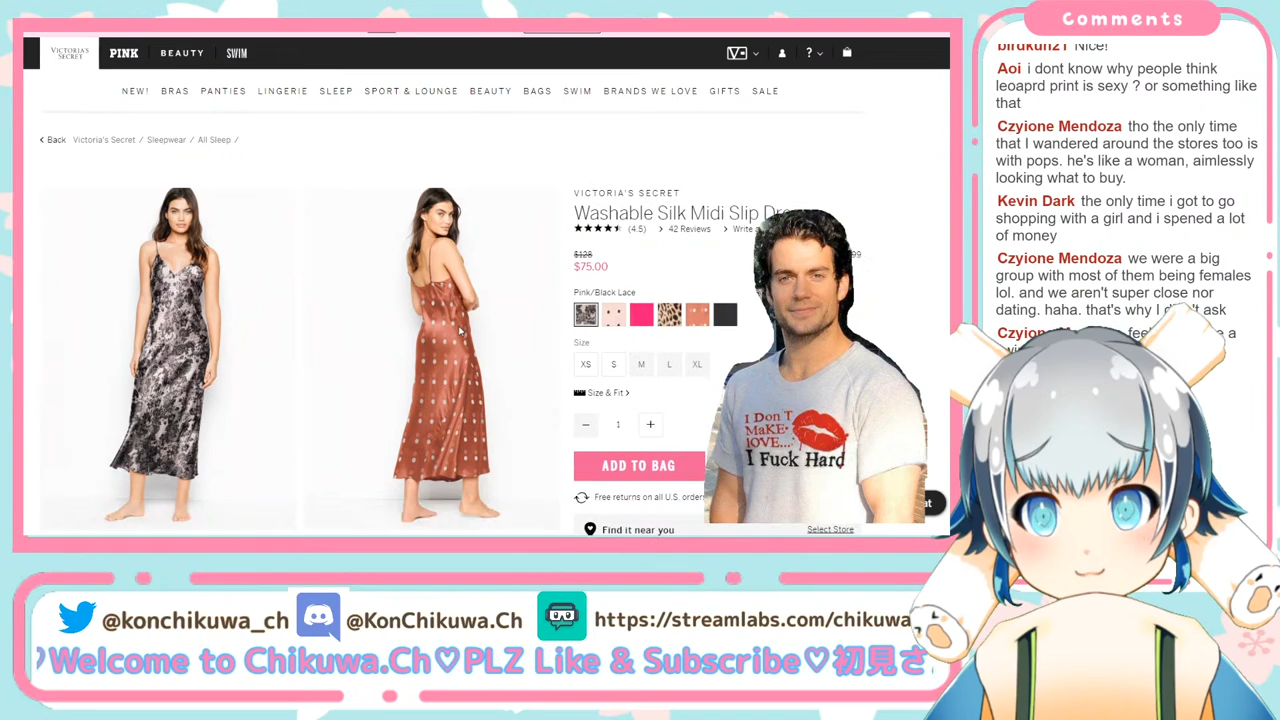 VICTORIA'S
SECRET
PINK
BEAUTY
SWIM
?
NEW! BRAS PANTIES LINGERIE SLEEP SPORT & LOUNGE BEAUTY BAGS SWIM BRANDS WE LOVE GIFTS SALE
Back Victoria's Secret / Sleepwear / All Sleep /
VICTORIA'S SECRET
Washable Silk Midi Slip Dre
(4.5) > 42 Reviews > Write
$128
99
$75.00
Pink/Black Lace
Size
XS S M L XL
Size & Fit >
− 1 +
ADD TO BAG
Free returns on all U.S. orders
Find it near you
Select Store
at
I DON'T
MAKE
LOVE...
I Fuck Hard
Comments
birdkun21 Nice!
Aoi i dont know why people think
leoaprd print is sexy ? or something like
that
Czyione Mendoza tho the only time
that I wandered around the stores too is
with pops. he's like a woman, aimlessly
looking what to buy.
Kevin Dark the only time i got to go
shopping with a girl and i spened a lot
of money
Czyione Mendoza we were a big
group with most of them being females
lol. and we aren't super close nor
dating. haha. that's why I ask
@konchikuwa_ch
@KonChikuwa.Ch
https://streamlabs.com/chikuwa
Welcome to Chikuwa.Ch♡PLZ Like & Subscribe♡初見さ